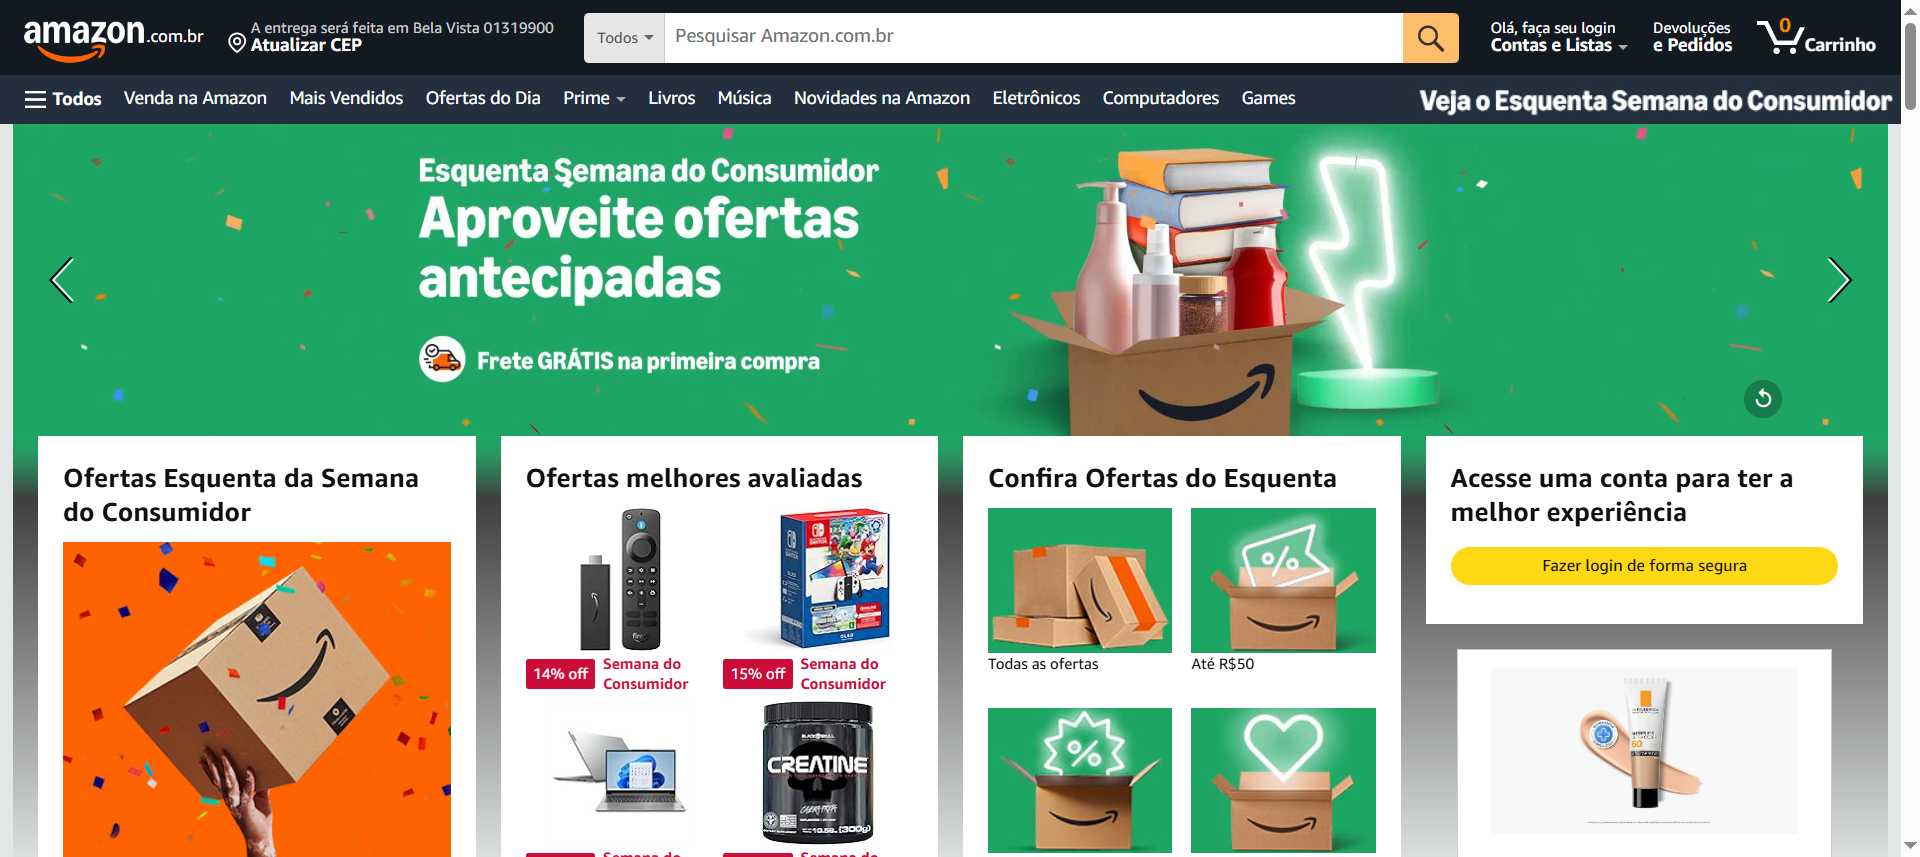 amazon.com.br
A entrega será feita em Bela Vista 01319900
Atualizar CEP
Todos
Pesquisar Amazon.com.br
Olá, faça seu login
Contas e Listas
Devoluções
e Pedidos
0
Carrinho
Todos
Venda na Amazon
Mais Vendidos
Ofertas do Dia
Prime
Livros
Música
Novidades na Amazon
Eletrônicos
Computadores
Games
Veja o Esquenta Semana do Consumidor
Esquenta Semana do Consumidor
Aproveite ofertas
antecipadas
Frete GRÁTIS na primeira compra
Ofertas Esquenta da Semana
do Consumidor
Ofertas melhores avaliadas
14% off
Semana do
Consumidor
15% off
Semana do
Consumidor
CREATINE
(300g)
Semana do
Semana do
Confira Ofertas do Esquenta
%
Todas as ofertas
Até R$50
%
Acesse uma conta para ter a
melhor experiência
Fazer login de forma segura